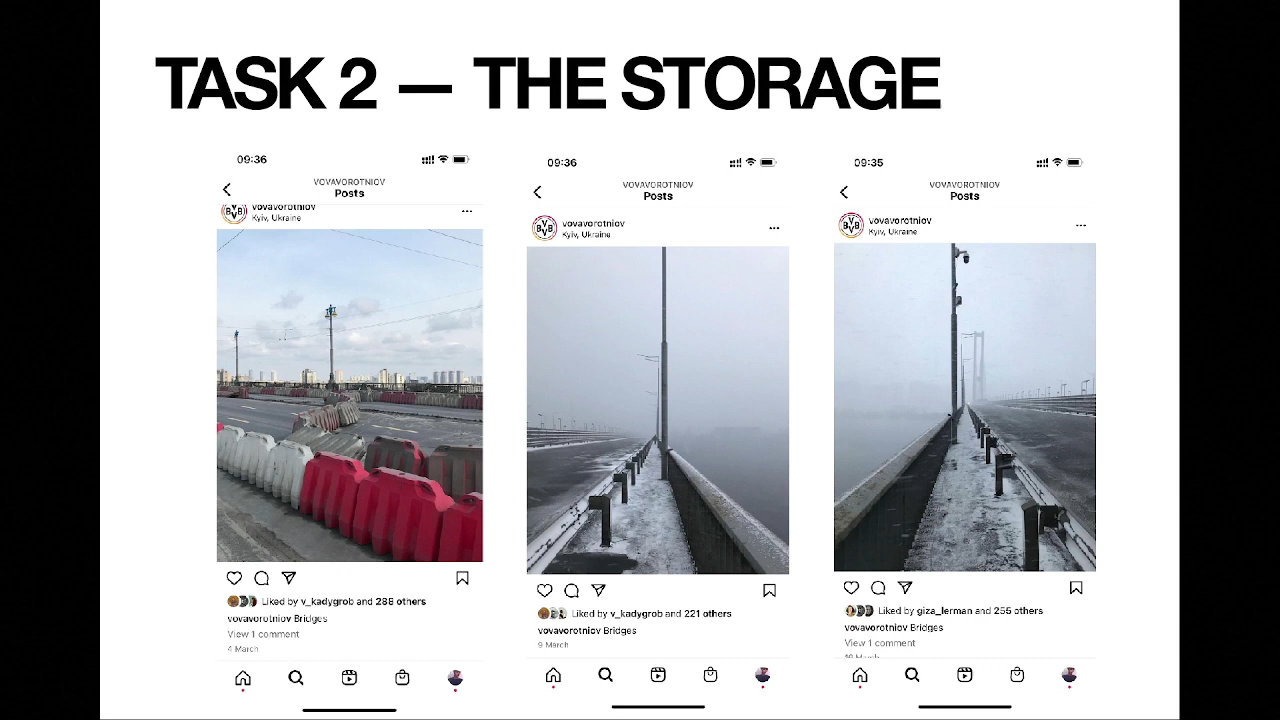 TASK 2 — THE STORAGE
09:36
VOVAVOROTNIOV
Posts
vovavorotniov
Kyiv, Ukraine
Liked by v_kadygrob and 286 others
vovavorotniov Bridges
View 1 comment
4 March
09:36
VOVAVOROTNIOV
Posts
vovavorotniov
Kyiv, Ukraine
Liked by v_kadygrob and 221 others
vovavorotniov Bridges
9 March
09:35
VOVAVOROTNIOV
Posts
vovavorotniov
Kyiv, Ukraine
Liked by giza_lerman and 255 others
vovavorotniov Bridges
View 1 comment